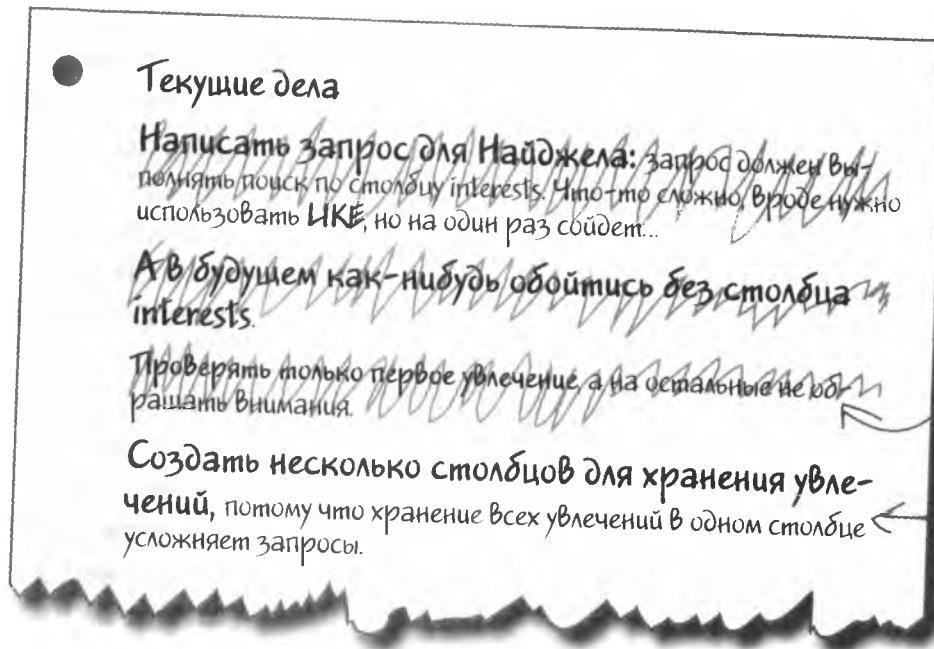 Текущие дела
Написать запрос для Найджела: запрос должен вы-
полнять поиск по столбцу interests. Что-то сложно, вроде нужно
использовать LIKE, но на один раз сойдет...
А в будущем как-нибудь обойтись без столбца
interests.
Проверять только первое увлечение, а на остальные не об-
ращать внимания.
Создать несколько столбцов для хранения увле-
чений, потому что хранение всех увлечений в одном столбце
усложняет запросы.